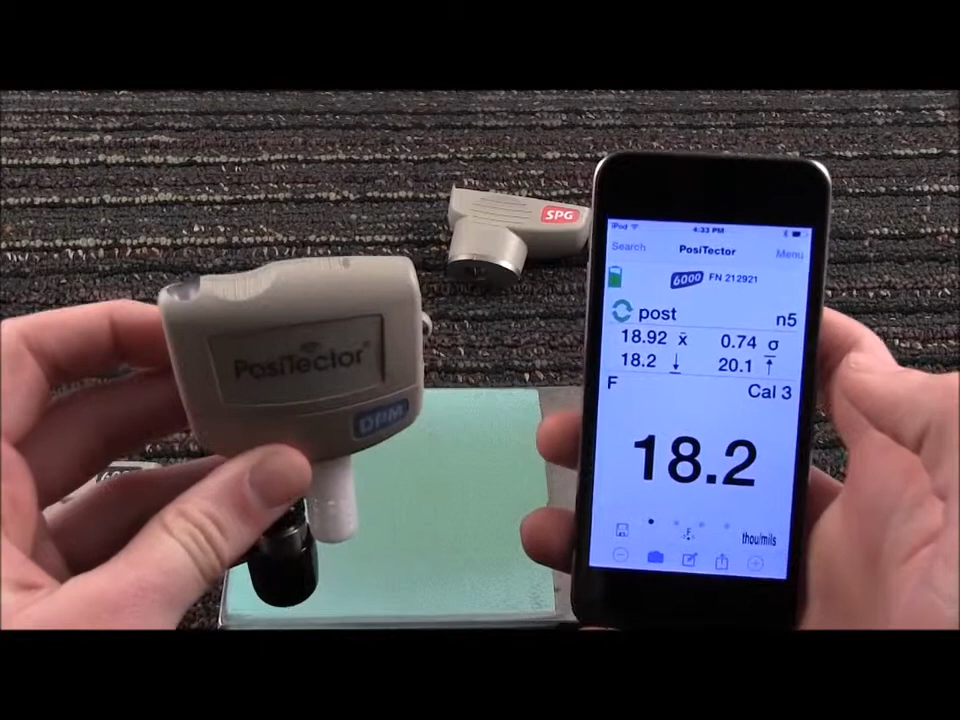 SPG
PosiTector®
DPM
iPod
4:33 PM
Search
PosiTector
Menu
6000
FN 212921
post
n5
18.92 x̄
0.74 σ
18.2 ↓
20.1 ↑
F
Cal 3
18.2
F
thou/mils